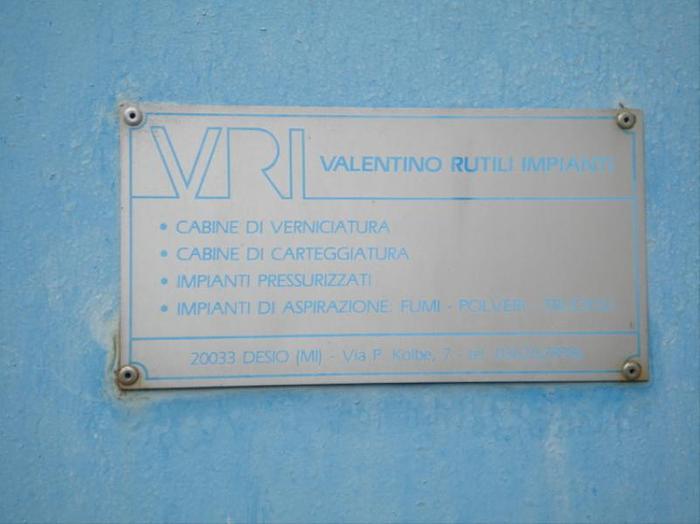 VRI VALENTINO RUTILI IMPIANTI
• CABINE DI VERNICIATURA
• CABINE DI CARTEGGIATURA
• IMPIANTI PRESSURIZZATI
• IMPIANTI DI ASPIRAZIONE: FUMI - POLVERI -
20033 DESIO (MI) - Via P. Kolbe, 7 - tel.